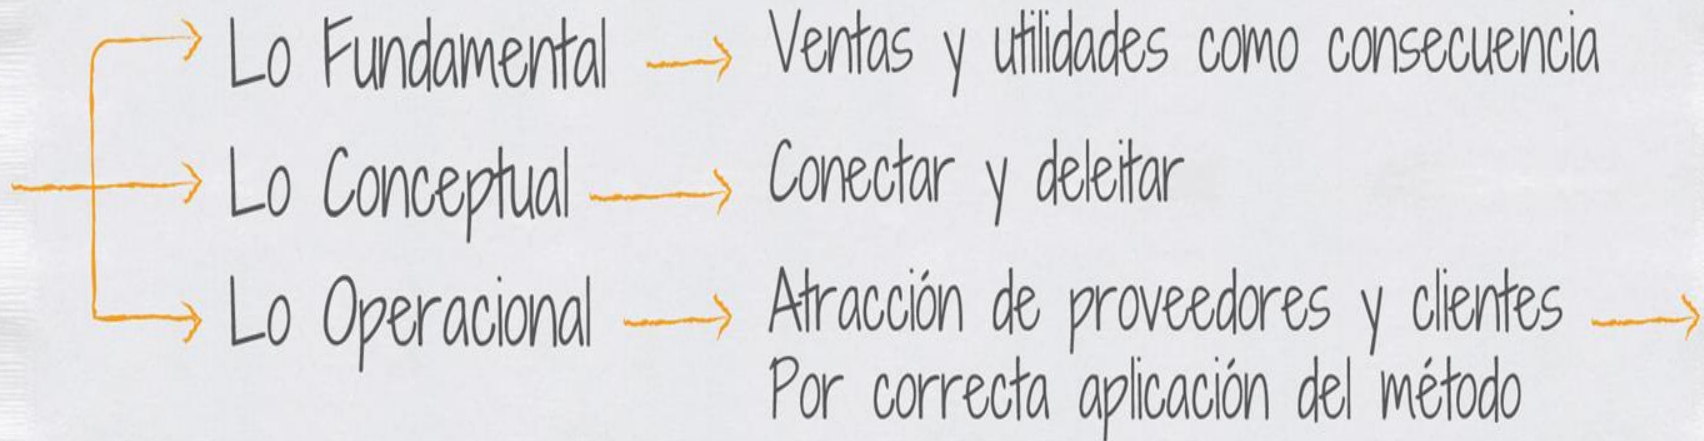 Lo Fundamental → Ventas y utilidades como consecuencia
Lo Conceptual → Conectar y deleitar
Lo Operacional → Atracción de proveedores y clientes →
Por correcta aplicación del método